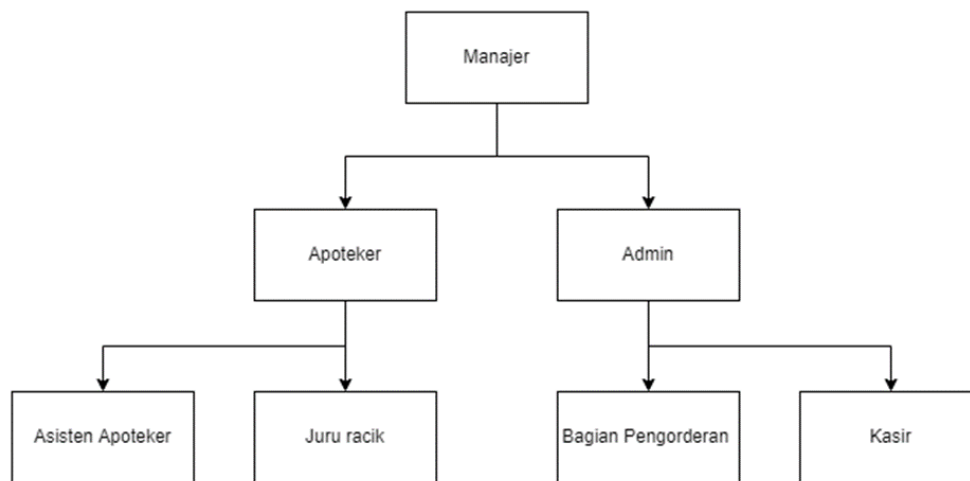 Manajer
Apoteker
Admin
Asisten Apoteker
Juru racik
Bagian Pengorderan
Kasir